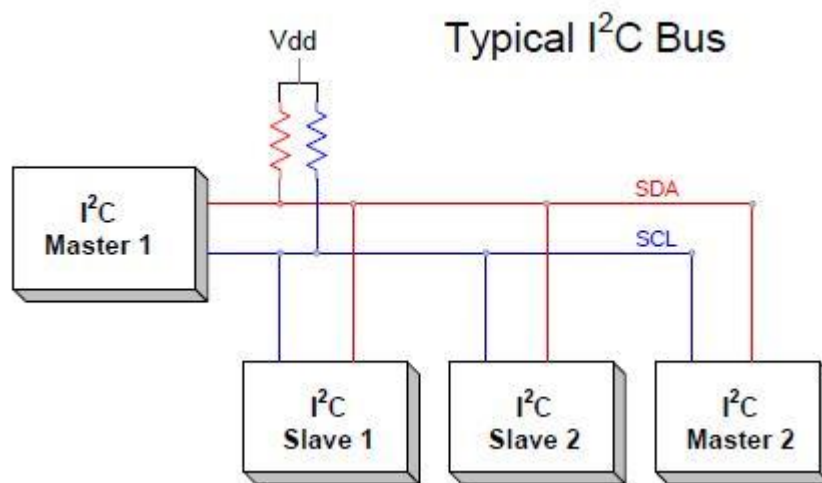 Typical I²C Bus
Vdd
SDA
SCL
I²C
Master 1
I²C
Slave 1
I²C
Slave 2
I²C
Master 2